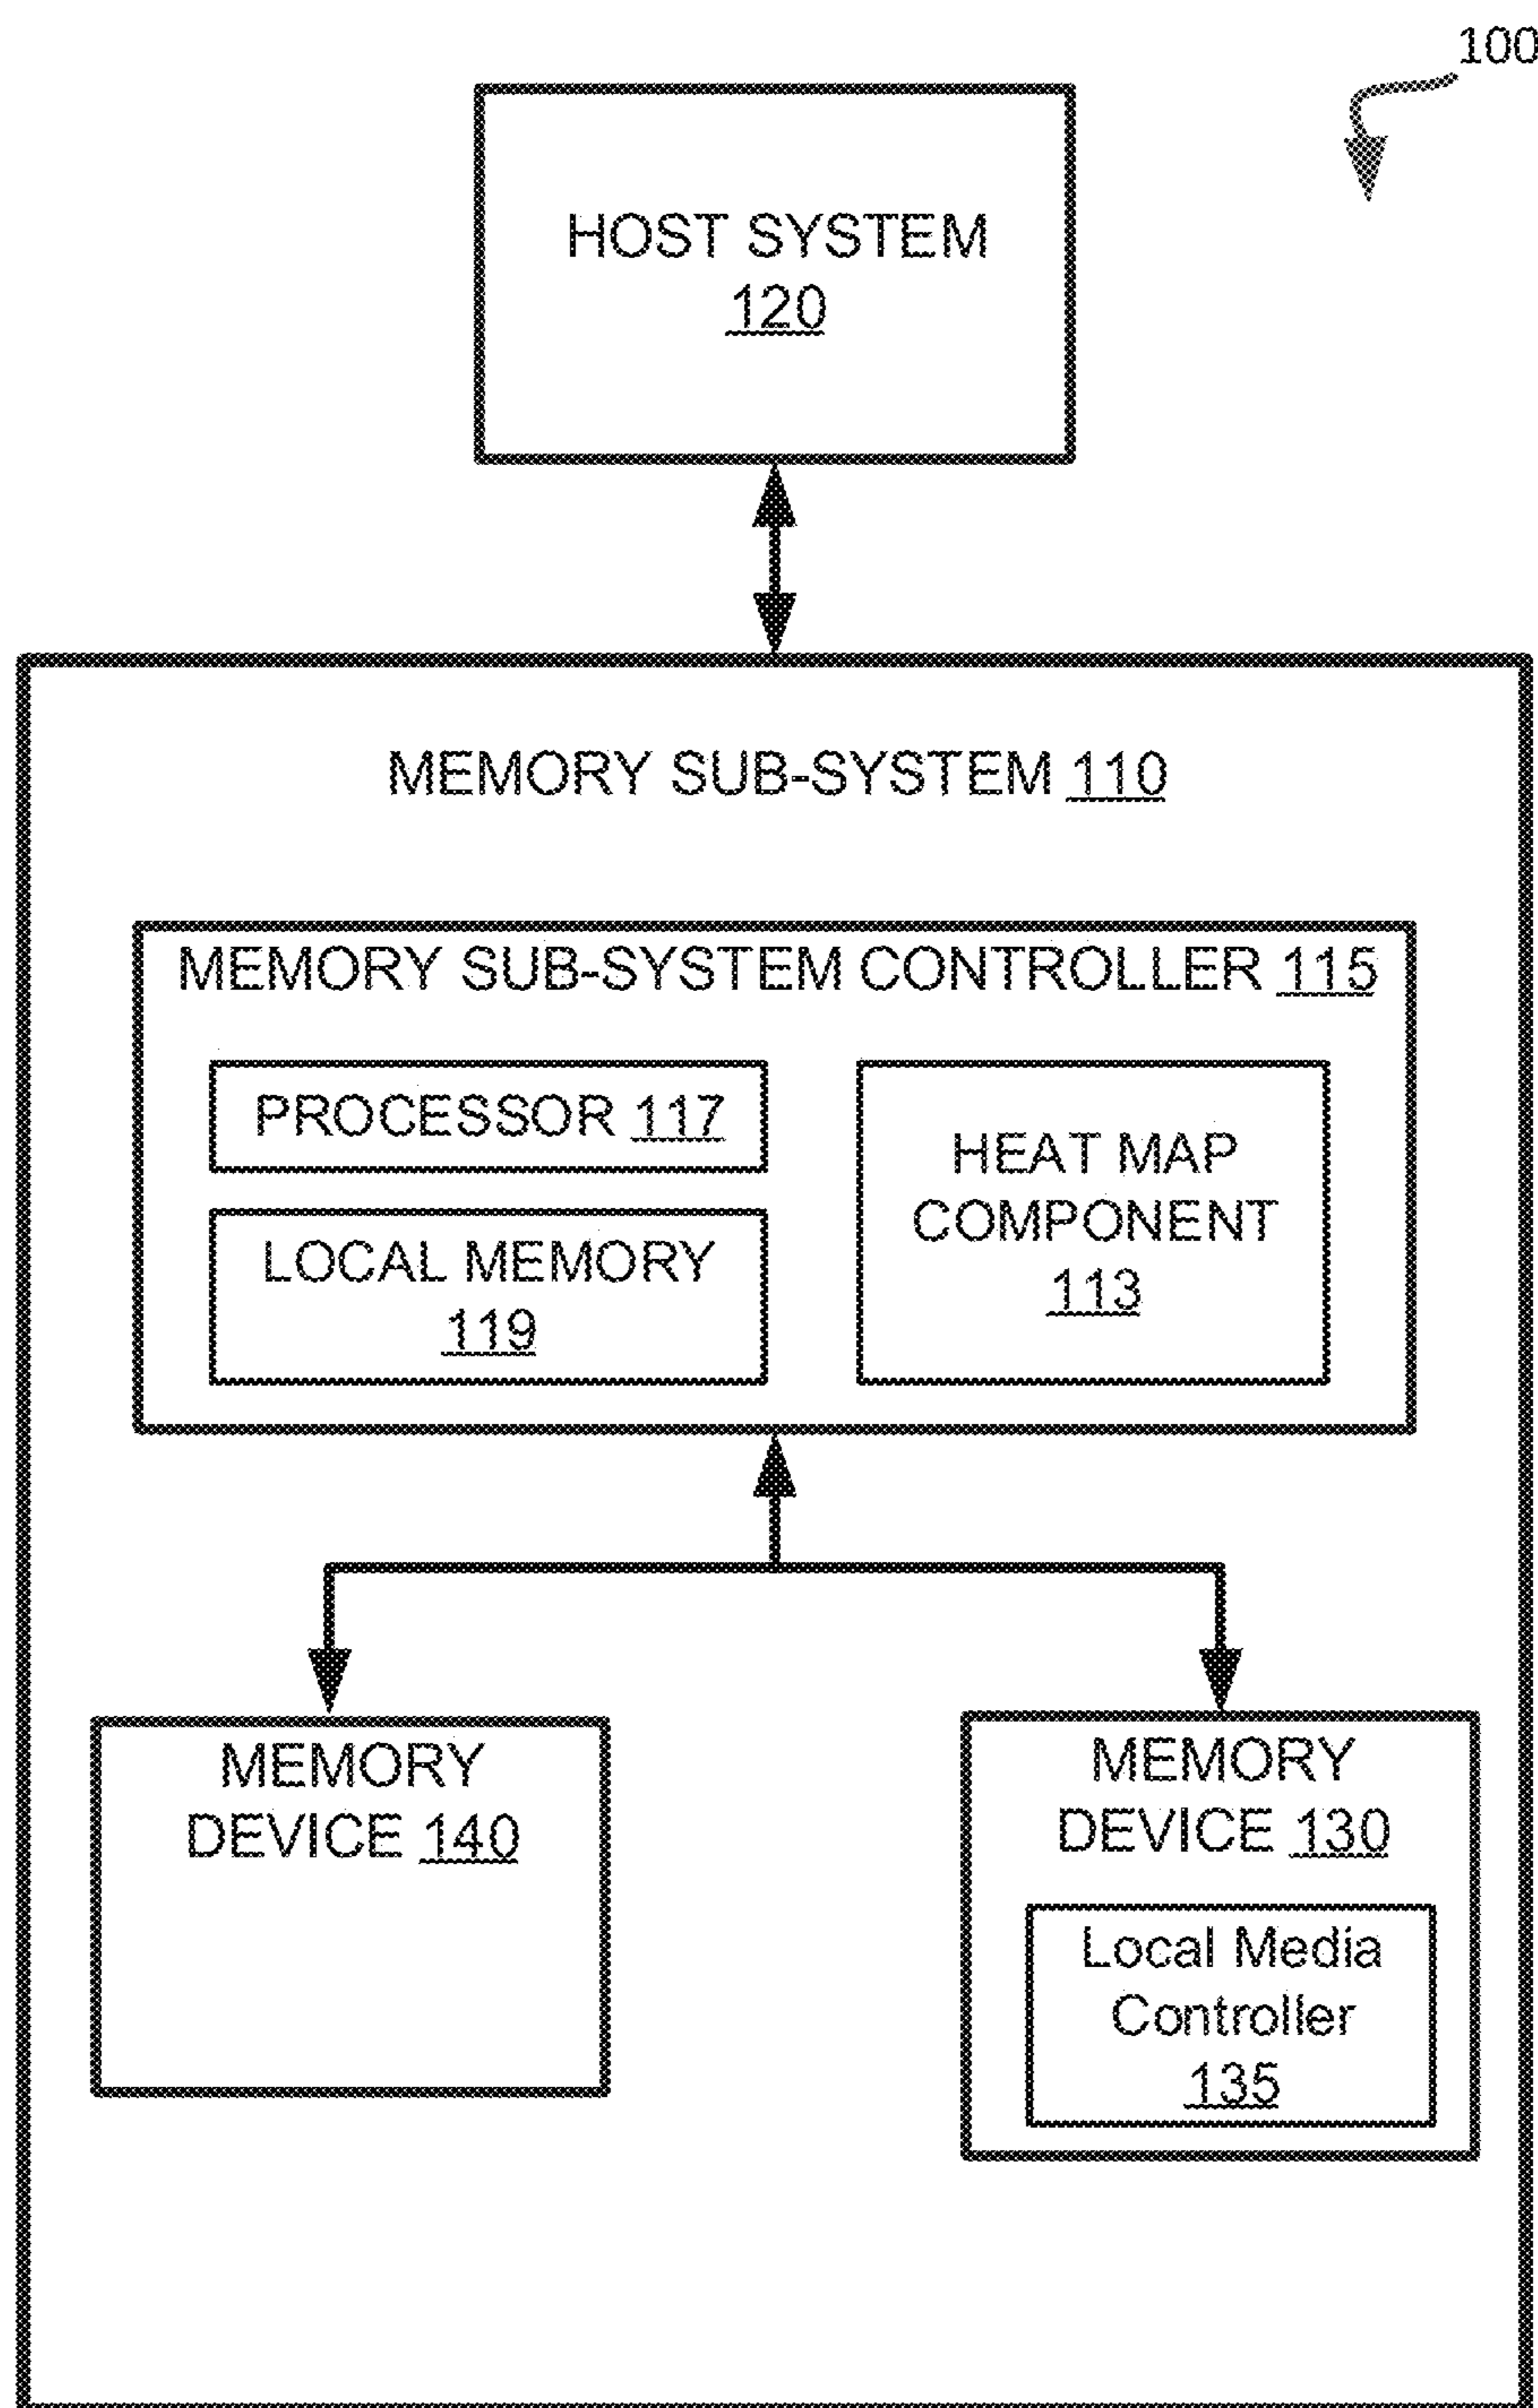 100
HOST SYSTEM
120
MEMORY SUB-SYSTEM 110
MEMORY SUB-SYSTEM CONTROLLER 115
PROCESSOR 117
LOCAL MEMORY
119
HEAT MAP
COMPONENT
113
MEMORY
DEVICE 140
MEMORY
DEVICE 130
Local Media
Controller
135